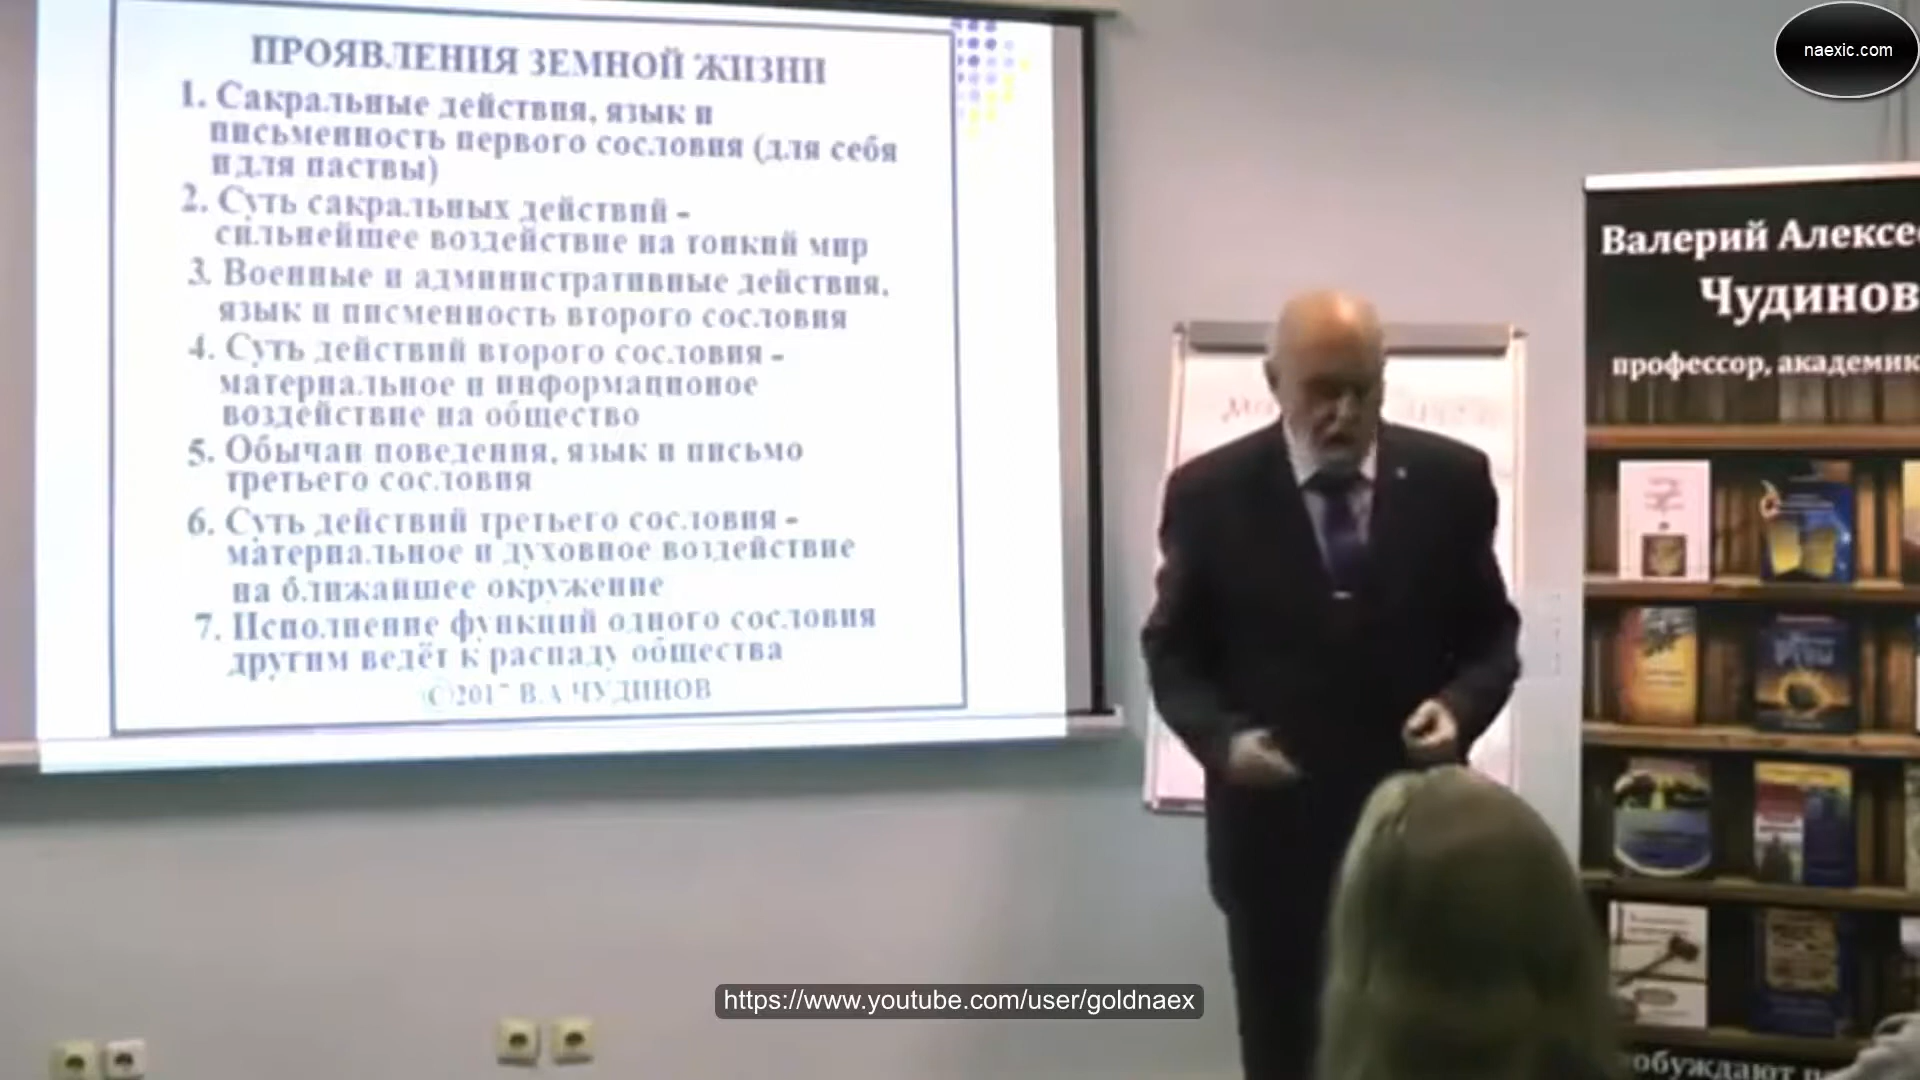 ПРОЯВЛЕНИЯ ЗЕМНОЙ ЖИЗНИ
1. Сакральные действия, язык и
письменность первого сословия (для себя
и для паствы)
2. Суть сакральных действий -
сильнейшее воздействие на тонкий мир
3. Военные и административные действия,
язык и писменность второго сословия
4. Суть действий второго сословия -
материальное и информационое
воздействие на общество
5. Обычаи поведения, язык и письмо
третьего сословия
6. Суть действий третьего сословия -
материальное и духовное воздействие
на ближайшее окружение
7. Исполнение функций одного сословия
другим ведёт к распаду общества
©2017 В.А ЧУДИНОВ
naexic.com
Валерий Алексе
Чудинов
профессор, академик
обуждают
https://www.youtube.com/user/goldnaex